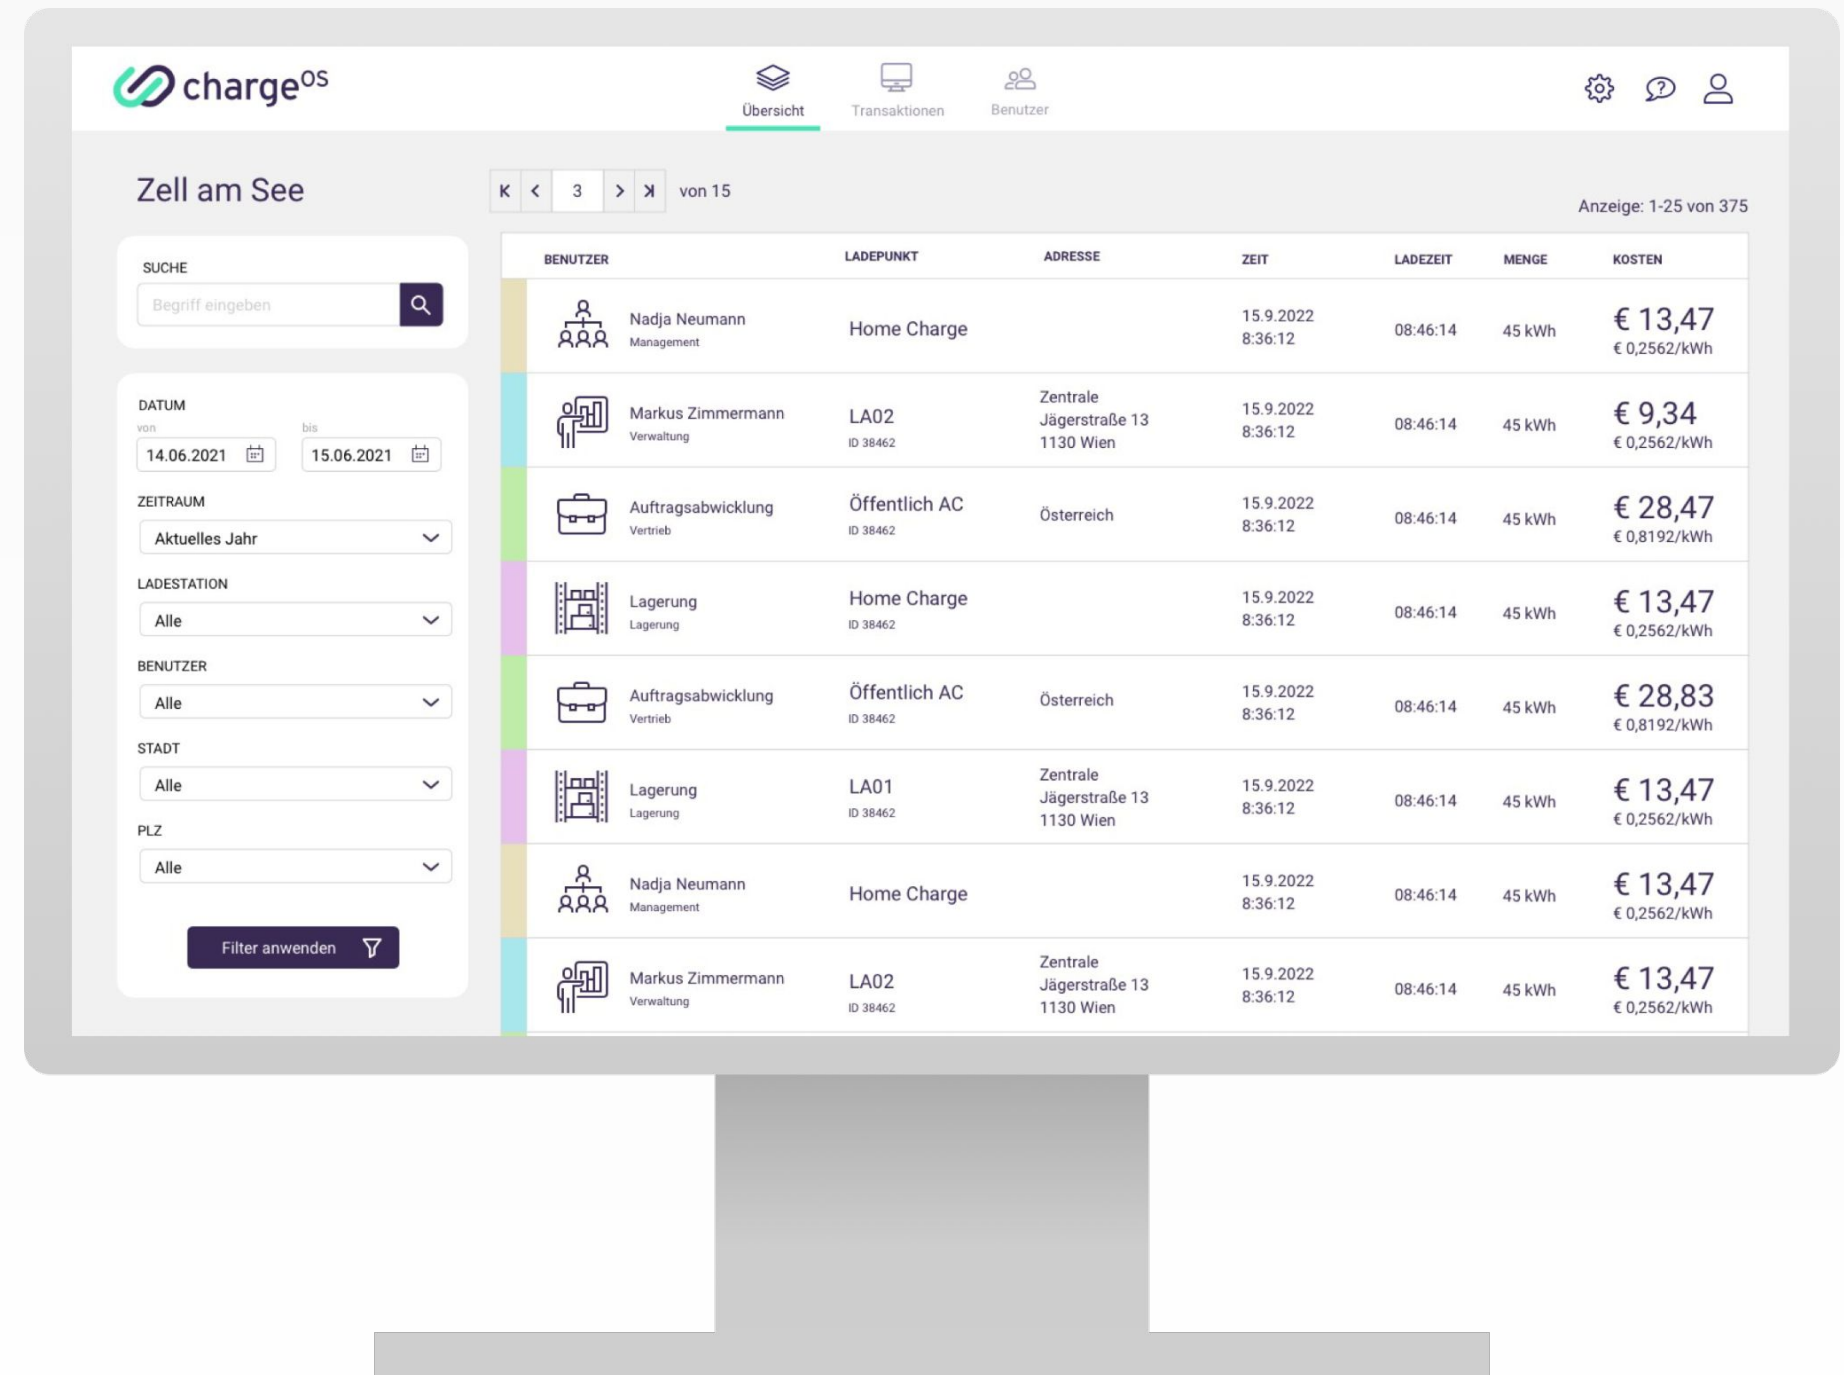 chargeOS
Übersicht
Transaktionen
Benutzer
Zell am See
3
von 15
Anzeige: 1-25 von 375
SUCHE
Begriff eingeben
DATUM
von
bis
14.06.2021
15.06.2021
ZEITRAUM
Aktuelles Jahr
LADESTATION
Alle
BENUTZER
Alle
STADT
Alle
PLZ
Alle
Filter anwenden
BENUTZER LADEPUNKT ADRESSE ZEIT LADEZEIT MENGE KOSTEN
Nadja Neumann
Management
Home Charge
15.9.2022
8:36:12
08:46:14
45 kWh
€ 13,47
€ 0,2562/kWh
Markus Zimmermann
Verwaltung
LA02
ID 38462
Zentrale
Jägerstraße 13
1130 Wien
15.9.2022
8:36:12
08:46:14
45 kWh
€ 9,34
€ 0,2562/kWh
Auftragsabwicklung
Vertrieb
Öffentlich AC
ID 38462
Österreich
15.9.2022
8:36:12
08:46:14
45 kWh
€ 28,47
€ 0,8192/kWh
Lagerung
Lagerung
Home Charge
ID 38462
15.9.2022
8:36:12
08:46:14
45 kWh
€ 13,47
€ 0,2562/kWh
Auftragsabwicklung
Vertrieb
Öffentlich AC
ID 38462
Österreich
15.9.2022
8:36:12
08:46:14
45 kWh
€ 28,83
€ 0,8192/kWh
Lagerung
Lagerung
LA01
ID 38462
Zentrale
Jägerstraße 13
1130 Wien
15.9.2022
8:36:12
08:46:14
45 kWh
€ 13,47
€ 0,2562/kWh
Nadja Neumann
Management
Home Charge
15.9.2022
8:36:12
08:46:14
45 kWh
€ 13,47
€ 0,2562/kWh
Markus Zimmermann
Verwaltung
LA02
ID 38462
Zentrale
Jägerstraße 13
1130 Wien
15.9.2022
8:36:12
08:46:14
45 kWh
€ 13,47
€ 0,2562/kWh